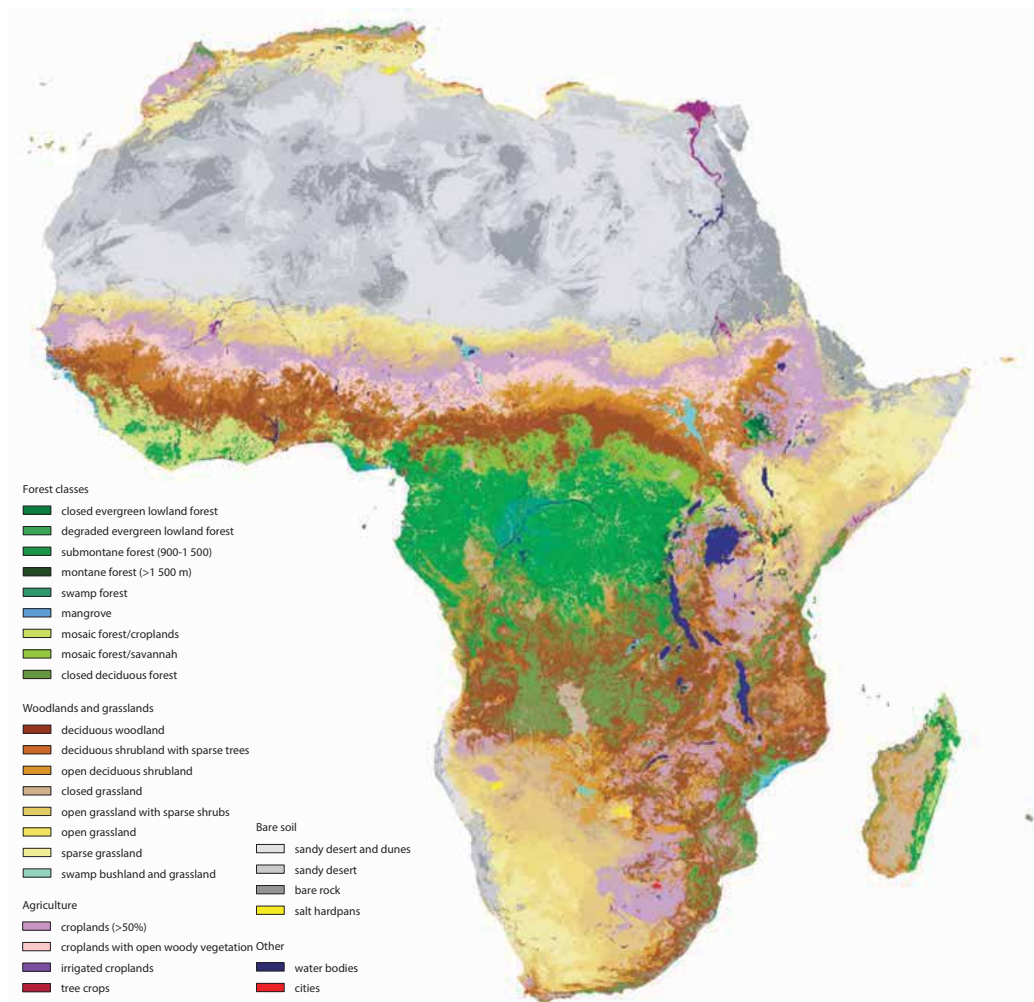 Forest classes
closed evergreen lowland forest
degraded evergreen lowland forest
submontane forest (900-1 500)
montane forest (>1 500 m)
swamp forest
mangrove
mosaic forest/croplands
mosaic forest/savannah
closed deciduous forest
Woodlands and grasslands
deciduous woodland
deciduous shrubland with sparse trees
open deciduous shrubland
closed grassland
open grassland with sparse shrubs
open grassland
sparse grassland
swamp bushland and grassland
Agriculture
croplands (>50%)
croplands with open woody vegetation
irrigated croplands
tree crops
Bare soil
sandy desert and dunes
sandy desert
bare rock
salt hardpans
Other
water bodies
cities